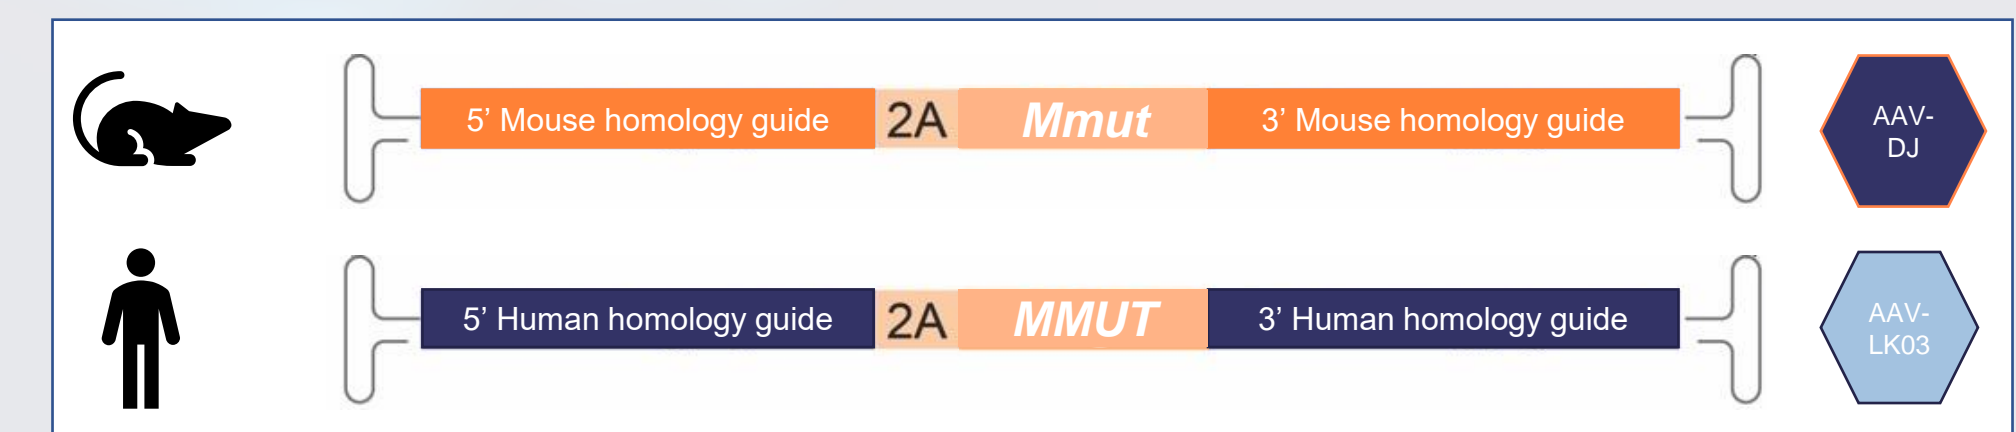 5’ Mouse homology guide 2A Mmut 3’ Mouse homology guide
AAV-
DJ
5’ Human homology guide 2A MMUT 3’ Human homology guide
AAV-
LK03